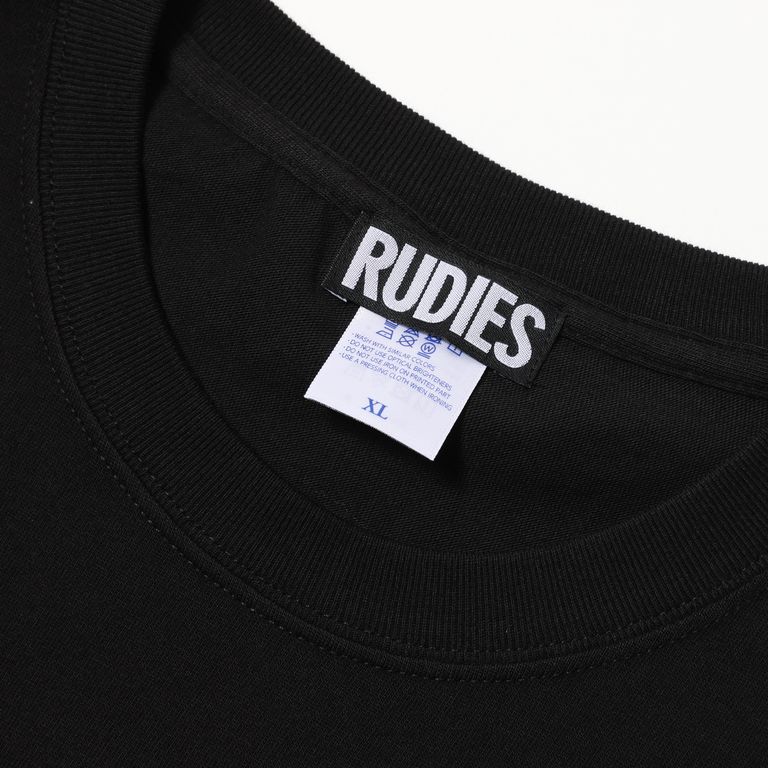 RUDIES
·WASH WITH SIMILAR COLORS
·DO NOT USE OPTICAL BRIGHTENERS
·DO NOT USE IRON ON PRINTED PART
·USE A PRESSING CLOTH WHEN IRONING
XL